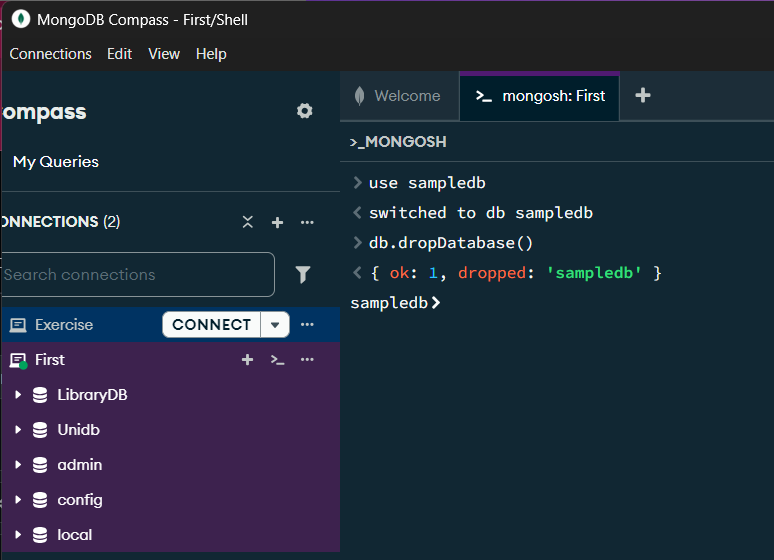 MongoDB Compass - First/Shell
Connections Edit View Help
ompass
My Queries
ONNECTIONS (2)
Search connections
Exercise CONNECT
First
LibraryDB
Unidb
admin
config
local
Welcome
mongosh: First
>_MONGOSH
> use sampledb
< switched to db sampledb
> db.dropDatabase()
< { ok: 1, dropped: 'sampledb' }
sampledb>